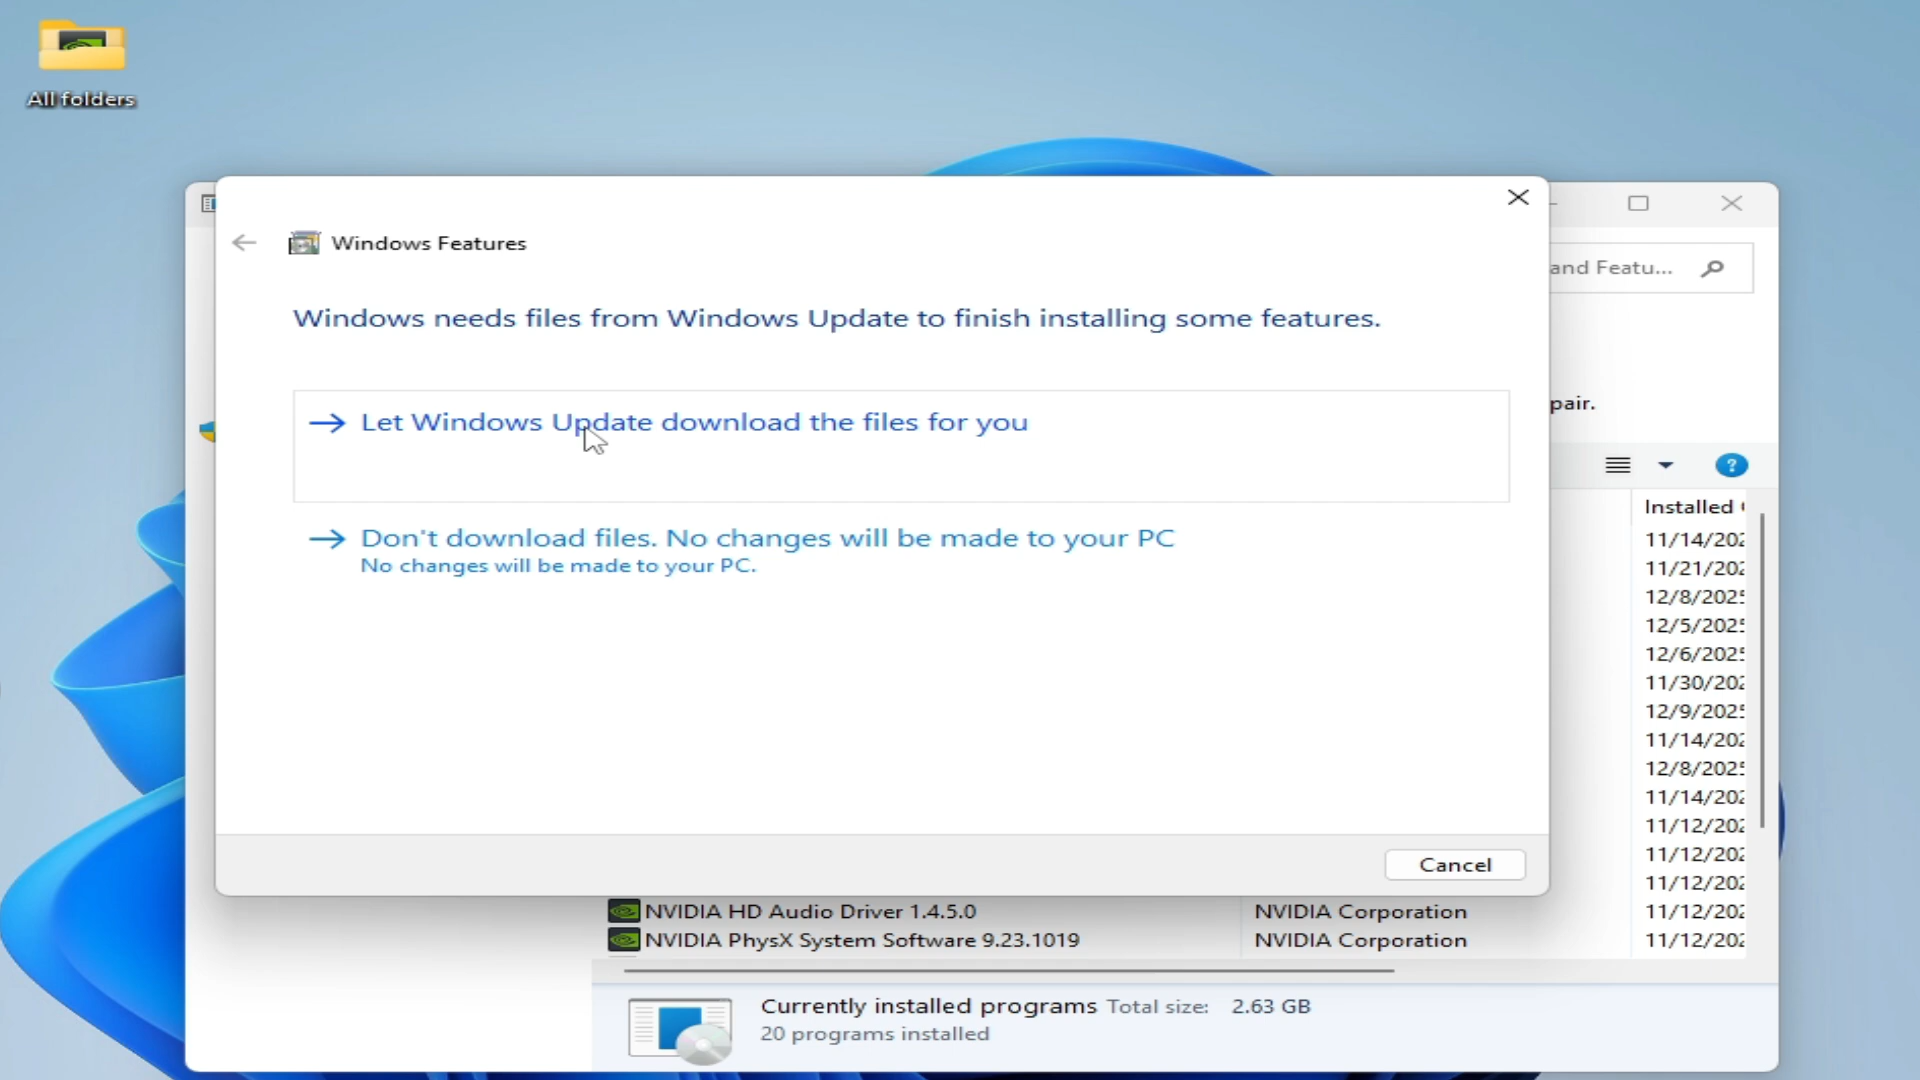 All folders
Windows Features
and Featu...
Windows needs files from Windows Update to finish installing some features.
Let Windows Update download the files for you
pair.
Don't download files. No changes will be made to your PC
No changes will be made to your PC.
Installed
11/14/202
11/21/202
12/8/2025
12/5/2025
12/6/2025
11/30/202
12/9/2025
11/14/202
12/8/2025
11/14/202
11/12/202
11/12/202
11/12/202
Cancel
NVIDIA HD Audio Driver 1.4.5.0 NVIDIA Corporation 11/12/202
NVIDIA PhysX System Software 9.23.1019 NVIDIA Corporation 11/12/202
Currently installed programs Total size: 2.63 GB
20 programs installed